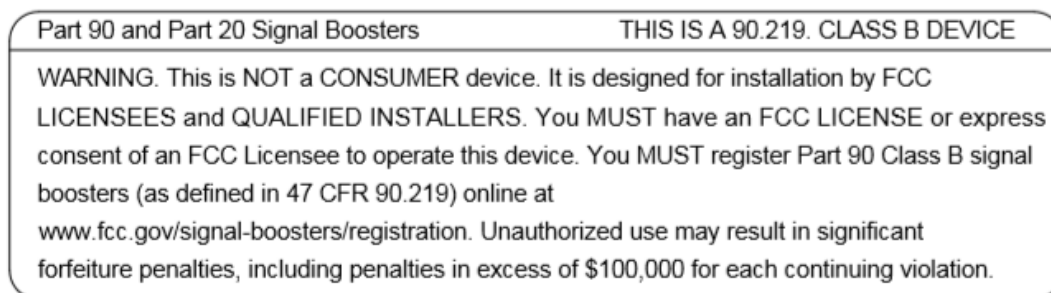 Part 90 and Part 20 Signal Boosters THIS IS A 90.219. CLASS B DEVICE
WARNING. This is NOT a CONSUMER device. It is designed for installation by FCC
LICENSEES and QUALIFIED INSTALLERS. You MUST have an FCC LICENSE or express
consent of an FCC Licensee to operate this device. You MUST register Part 90 Class B signal
boosters (as defined in 47 CFR 90.219) online at
www.fcc.gov/signal-boosters/registration. Unauthorized use may result in significant
forfeiture penalties, including penalties in excess of $100,000 for each continuing violation.